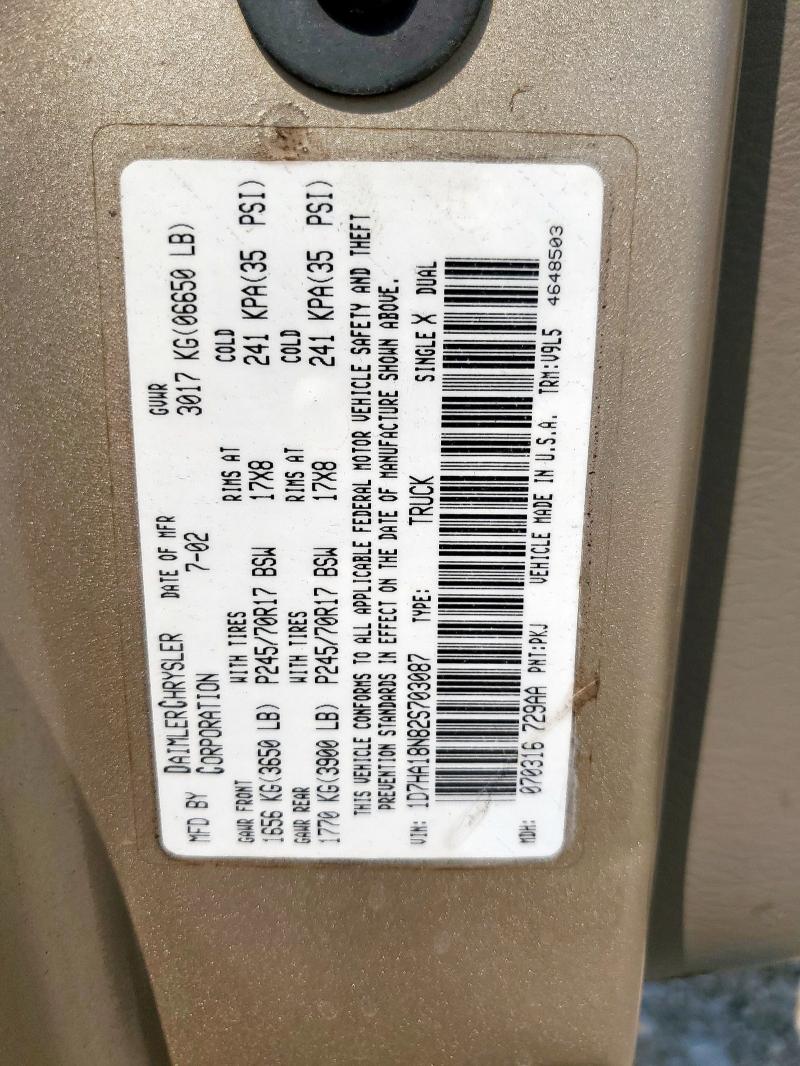 MFD BY DAIMLERCHRYSLER CORPORATION DATE OF MFR 7-02 GVWR 3017 KG(06650 LB)
GAWR FRONT WITH TIRES RIMS AT COLD
1656 KG(3650 LB) P245/70R17 BSW 17X8 241 KPA(35 PSI)
GAWR REAR WITH TIRES RIMS AT COLD
1770 KG(3900 LB) P245/70R17 BSW 17X8 241 KPA(35 PSI)
THIS VEHICLE CONFORMS TO ALL APPLICABLE FEDERAL MOTOR VEHICLE SAFETY AND THEFT
PREVENTION STANDARDS IN EFFECT ON THE DATE OF MANUFACTURE SHOWN ABOVE.
VIN: 1D7HA18N82S703087 TYPE: TRUCK SINGLE X DUAL
MDH: 070316 729AA PNT:PKJ VEHICLE MADE IN U.S.A. TRM:V9L5 4648503